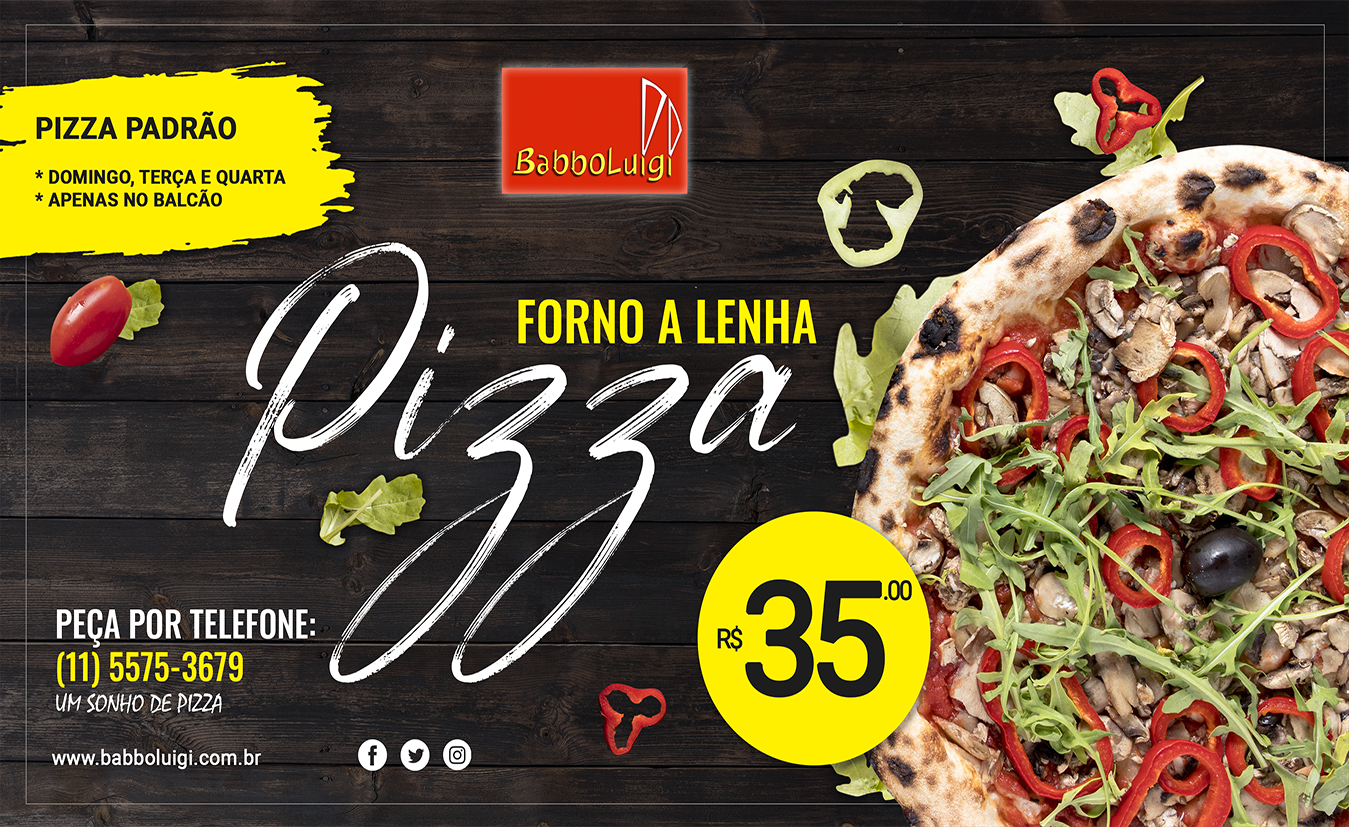 PIZZA PADRÃO
* DOMINGO, TERÇA E QUARTA
* APENAS NO BALCÃO
BabboLuigi
FORNO A LENHA
Pizza
R$ 35.00
PEÇA POR TELEFONE:
(11) 5575-3679
UM SONHO DE PIZZA
www.babboluigi.com.br